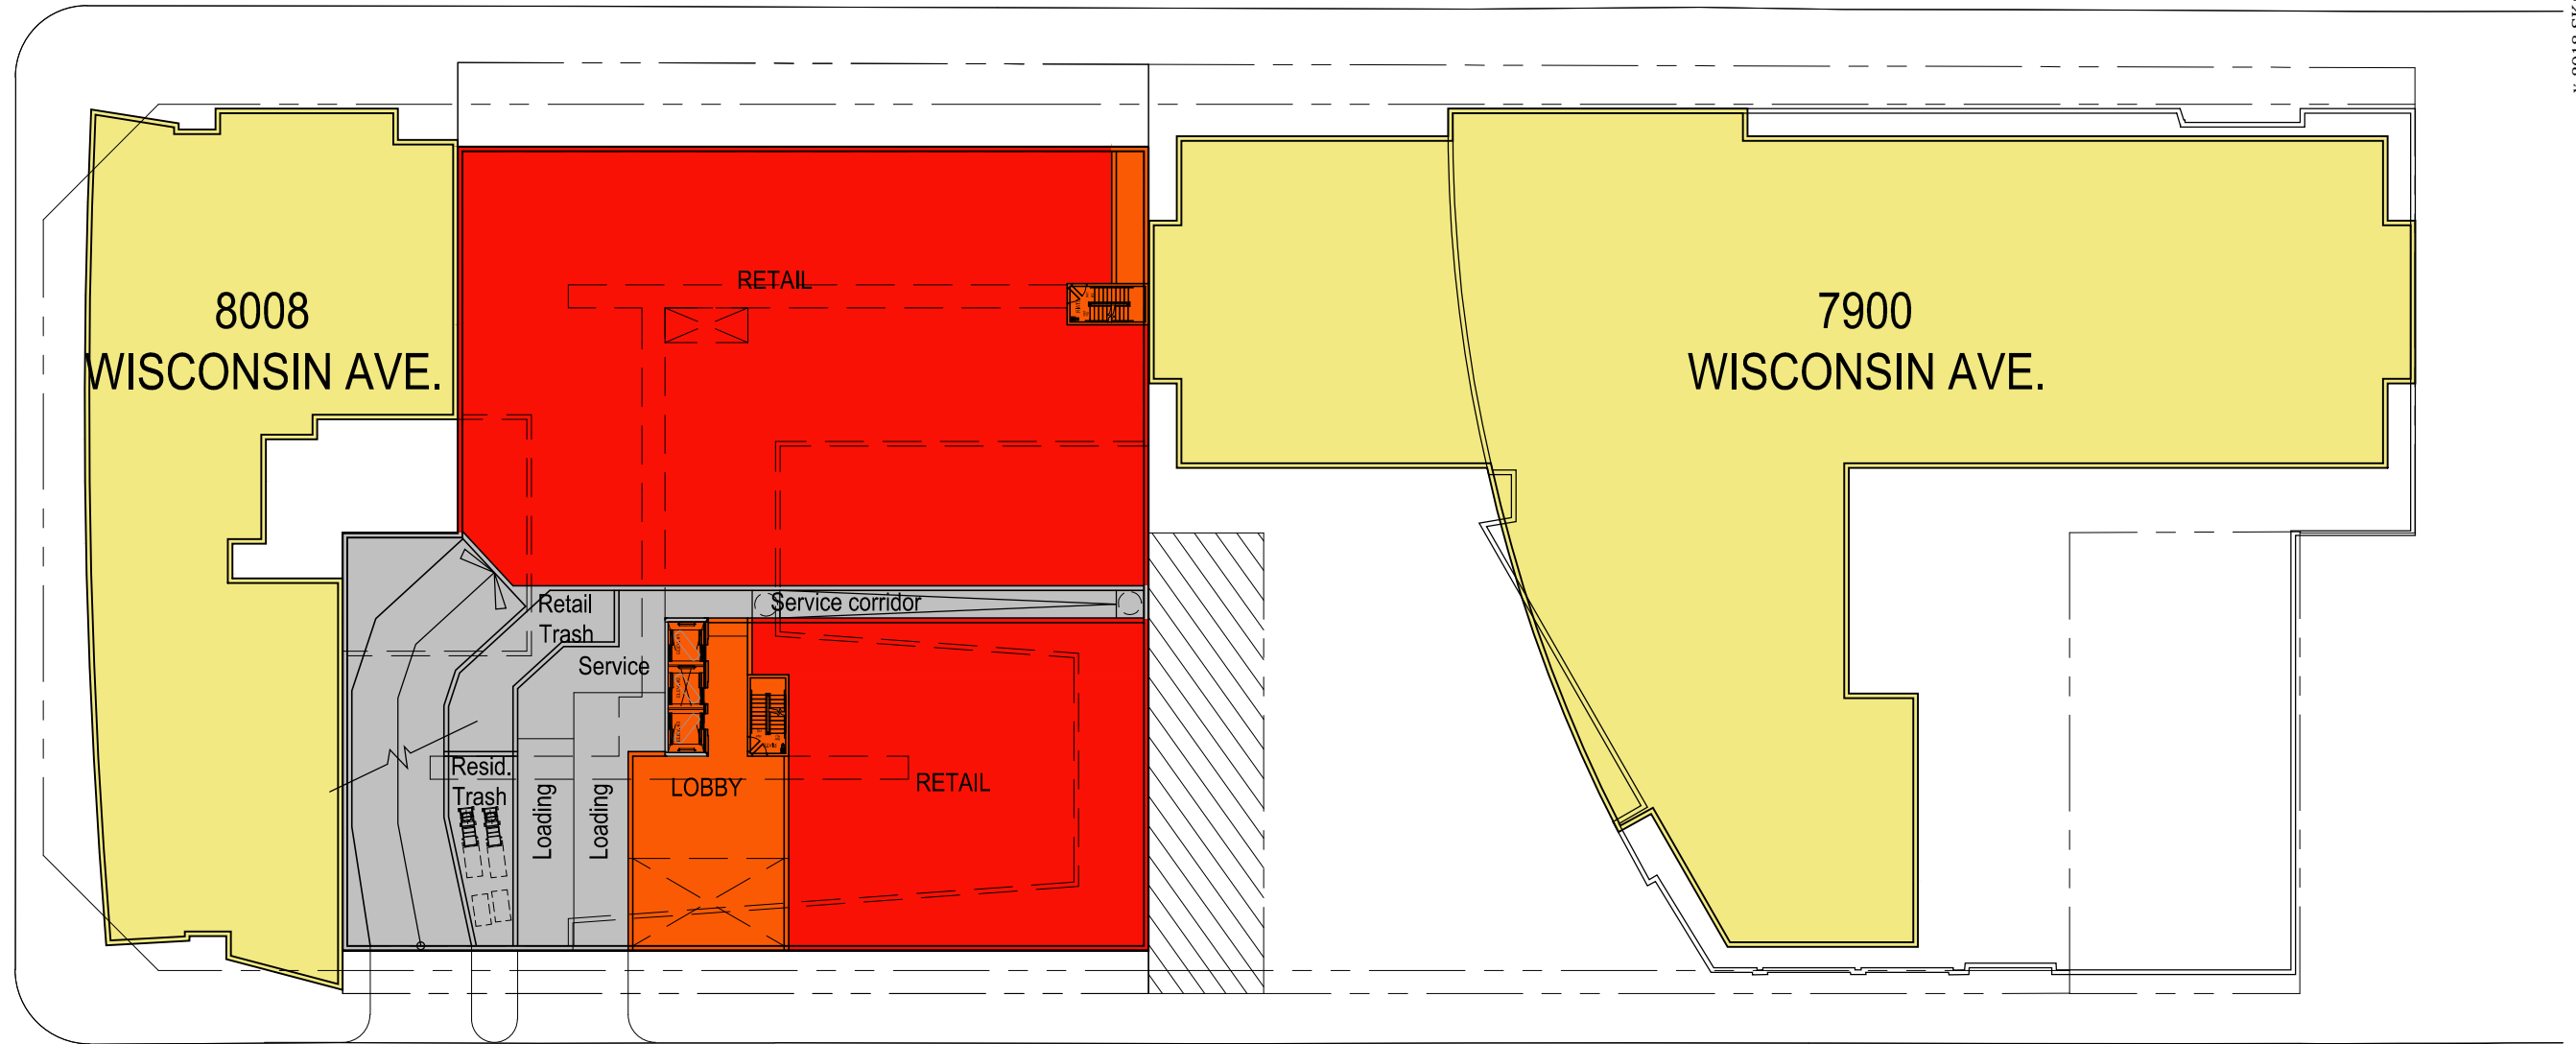 8008
WISCONSIN AVE.
RETAIL
7900
WISCONSIN AVE.
Retail
Trash
Service corridor
Service
Resid.
Trash
Loading
Loading
LOBBY
RETAIL